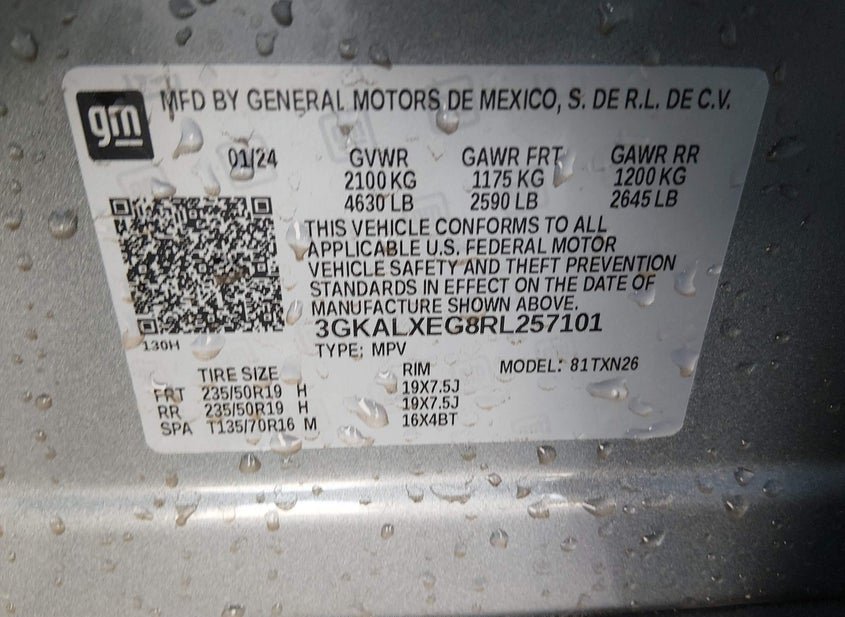 gm
MFD BY GENERAL MOTORS DE MEXICO, S. DE R.L. DE C.V.
01/24 GVWR GAWR FRT GAWR RR
2100 KG 1175 KG 1200 KG
4630 LB 2590 LB 2645 LB
THIS VEHICLE CONFORMS TO ALL
APPLICABLE U.S. FEDERAL MOTOR
VEHICLE SAFETY AND THEFT PREVENTION
STANDARDS IN EFFECT ON THE DATE OF
MANUFACTURE SHOWN ABOVE.
3GKALXEG8RL257101
130H
TYPE: MPV MODEL: 81TXN26
TIRE SIZE RIM
FRT 235/50R19 H 19X7.5J
RR 235/50R19 H 19X7.5J
SPA T135/70R16 M 16X4BT